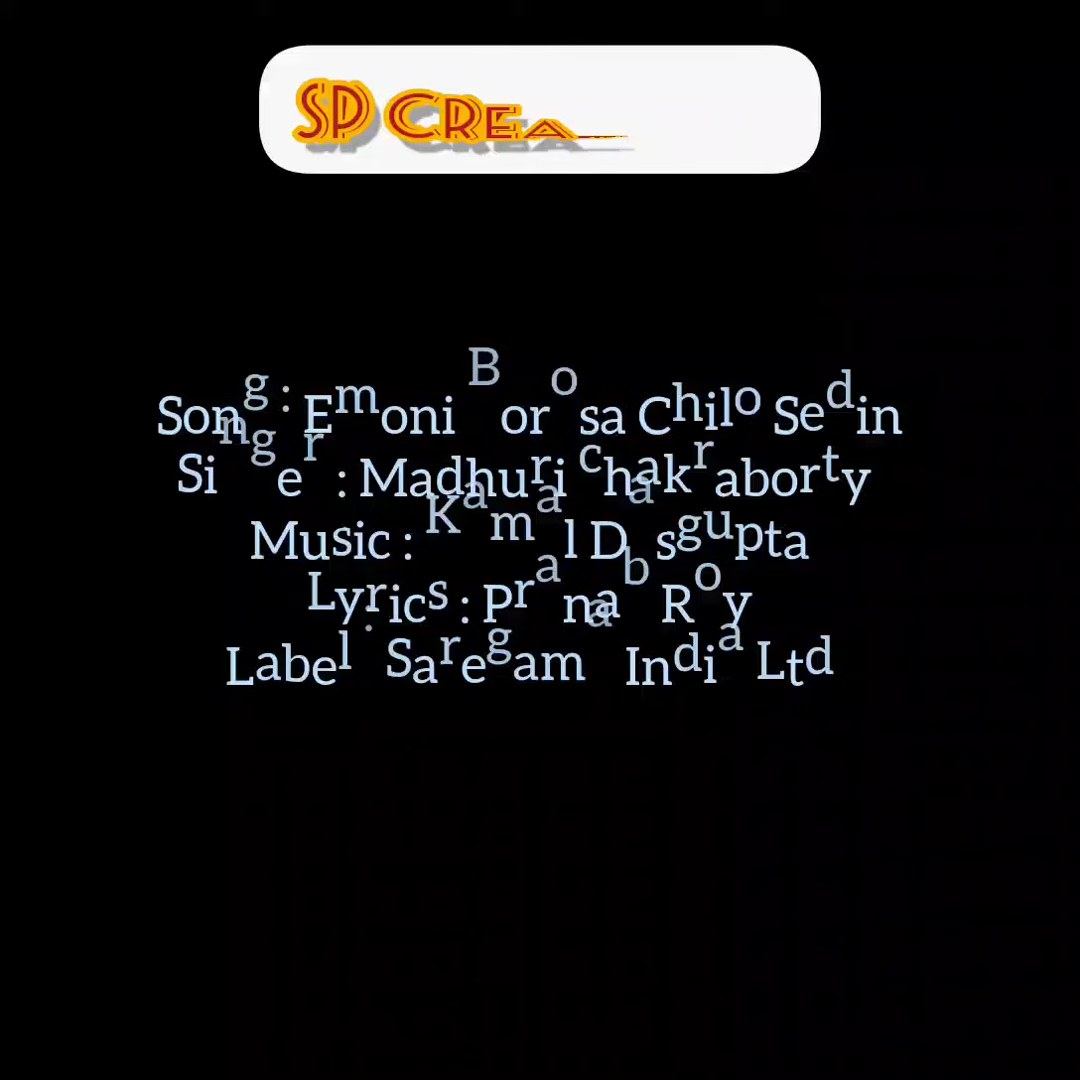 SP CREA
Song : Emoni Borosa Chilo Sedin
Singer : Madhuri Chakraborty
Music : Kamal Dasgupta
Lyrics : Pranab Roy
Label : Saregama India Ltd